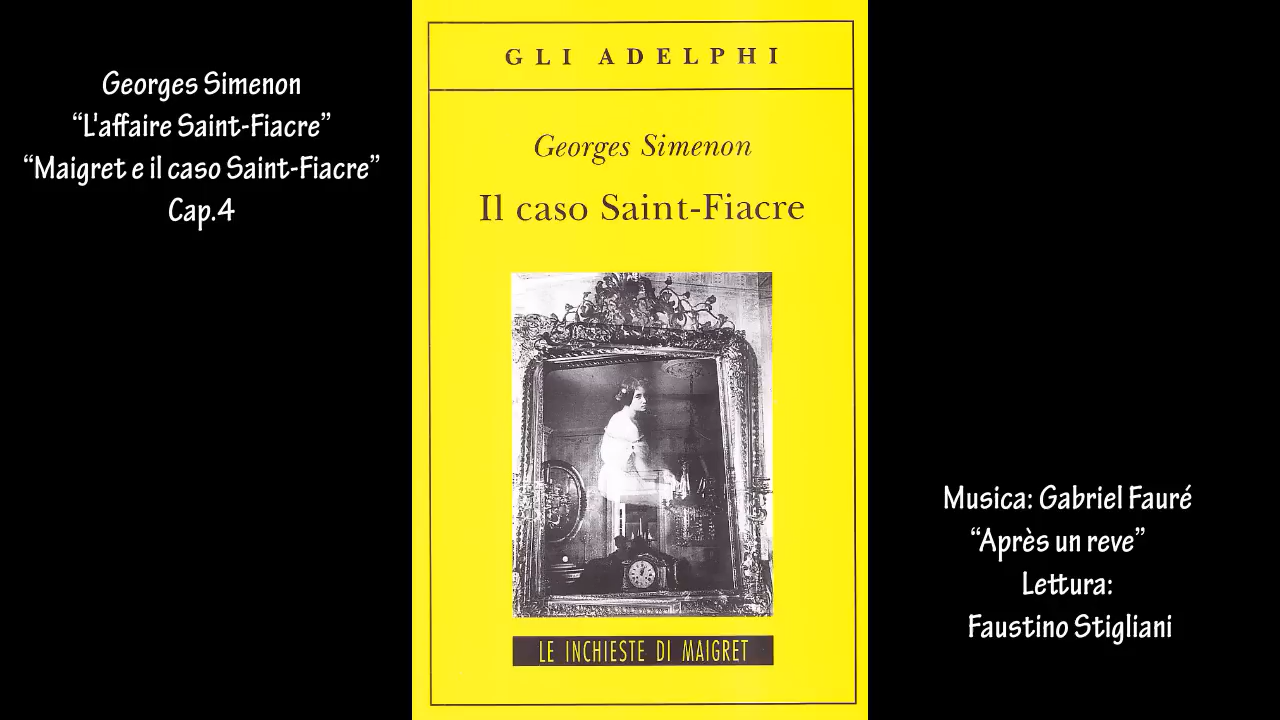 Georges Simenon
“L'affaire Saint-Fiacre”
“Maigret e il caso Saint-Fiacre”
Cap.4
GLI ADELPHI
Georges Simenon
Il caso Saint-Fiacre
LE INCHIESTE DI MAIGRET
Musica: Gabriel Fauré
“Après un reve”
Lettura:
Faustino Stigliani